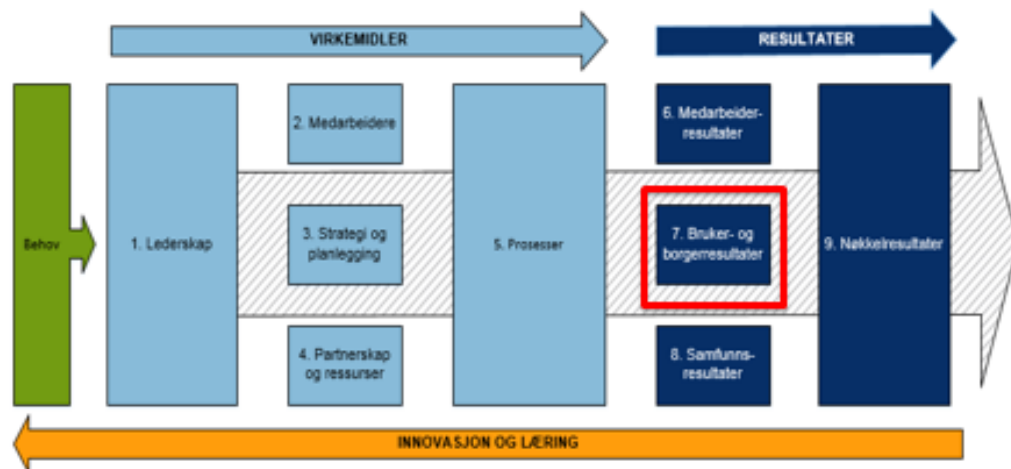 VIRKEMIDLER
RESULTATER
Behov
1. Lederskap
2. Medarbeidere
3. Strategi og
planlegging
4. Partnerskap
og ressurser
5. Prosesser
6. Medarbeider-
resultater
7. Bruker- og
borgerresultater
8. Samfunns-
resultater
9. Nøkkelresultater
INNOVASJON OG LÆRING